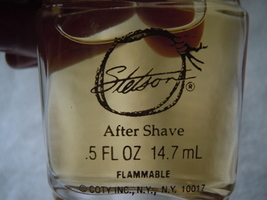 Stetson®
After Shave
.5 FL OZ 14.7 mL
FLAMMABLE
© COTY INC., N.Y., N.Y. 10017